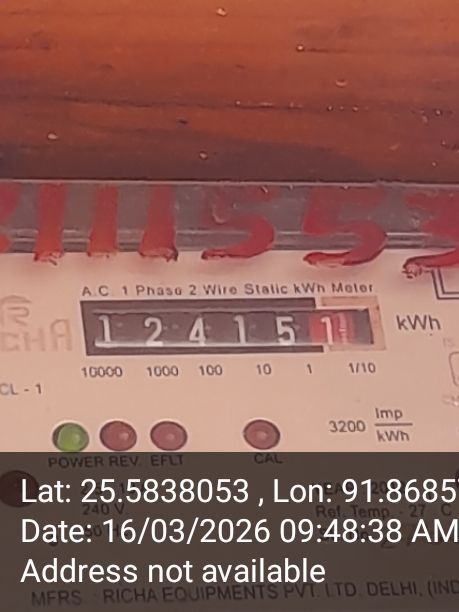 111553
A.C. 1 Phase 2 Wire Static kWh Meter
1 2 4 1 5 1
kWh
10000 1000 100 10 1 1/10
CL - 1
3200 Imp
kWh
POWER REV. EFLT CAL
Lat: 25.5838053 , Lon: 91.8685
240 V.
Ref. Temp. - 27 C
Date: 16/03/2026 09:48:38 AM
Address not available
MFRS : RICHA EQUIPMENTS PVT. LTD. DELHI, (IND